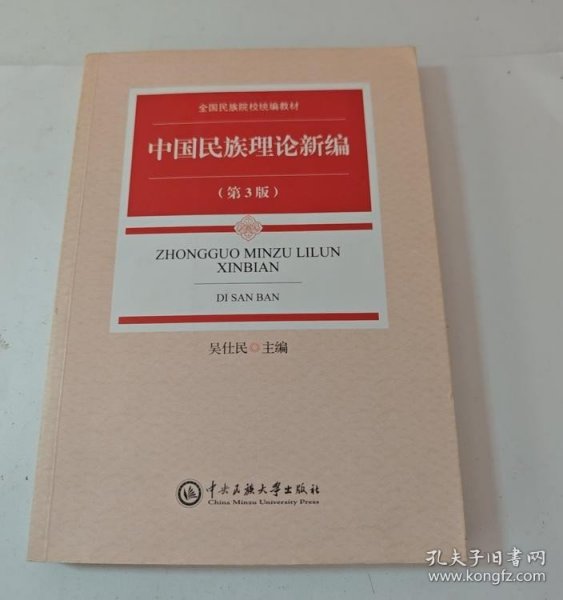 全国民族院校统编教材
中国民族理论新编
（第3版）
ZHONGGUO MINZU LILUN
XINBIAN
DI SAN BAN
吴仕民 主编
中央民族大学出版社
China Minzu University Press
孔夫子旧书网
www.kongfz.com